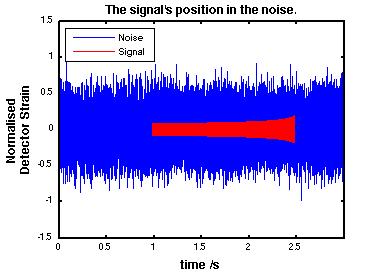 The signal's position in the noise.
1.5
Noise
Signal
1
0.5
0
-0.5
-1
-1.5
Normalised
Detector Strain
0 0.5 1 1.5 2 2.5 3
time /s